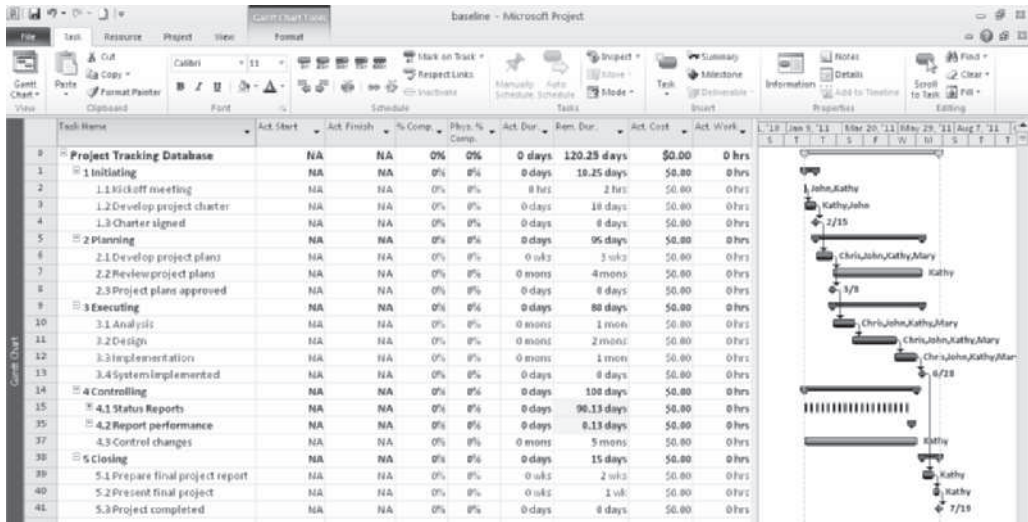 Gantt Chart Tools
baseline - Microsoft Project
File Task Resource Project View Format
Gantt Chart
Paste
Cut
Copy
Format Painter
Calibri 11
B I U A
Mark on Track
Respect Links
Inactivate
Manually Schedule
Auto Schedule
Inspect
Move
Mode
Task
Summary
Milestone
Deliverable
Information
Notes
Details
Add to Timeline
Scroll to Task
Find
Clear
Fill
View Clipboard Font Schedule Tasks Insert Properties Editing
Task Name Act. Start Act. Finish % Comp. Phys. % Comp. Act. Dur. Rem. Dur. Act. Cost Act. Work
'10 Jan 9, '11 Mar 20, '11 May 29, '11 Aug 7, '11
S T T S F W M S T T
0 Project Tracking Database NA NA 0% 0% 0 days 120.25 days $0.00 0 hrs
1 1 Initiating NA NA 0% 0% 0 days 10.25 days $0.00 0 hrs
2 1.1 Kickoff meeting NA NA 0% 0% 0 hrs 2 hrs $0.00 0 hrs John,Kathy
3 1.2 Develop project charter NA NA 0% 0% 0 days 10 days $0.00 0 hrs Kathy,John
4 1.3 Charter signed NA NA 0% 0% 0 days 0 days $0.00 0 hrs 2/15
5 2 Planning NA NA 0% 0% 0 days 95 days $0.00 0 hrs
6 2.1 Develop project plans NA NA 0% 0% 0 wks 3 wks $0.00 0 hrs Chris,John,Kathy,Mary
7 2.2 Review project plans NA NA 0% 0% 0 mons 4 mons $0.00 0 hrs Kathy
8 2.3 Project plans approved NA NA 0% 0% 0 days 0 days $0.00 0 hrs 3/8
9 3 Executing NA NA 0% 0% 0 days 80 days $0.00 0 hrs
10 3.1 Analysis NA NA 0% 0% 0 mons 1 mon $0.00 0 hrs Chris,John,Kathy,Mary
11 3.2 Design NA NA 0% 0% 0 mons 2 mons $0.00 0 hrs Chris,John,Kathy,Mary
12 3.3 Implementation NA NA 0% 0% 0 mons 1 mon $0.00 0 hrs Chris,John,Kathy,Mar
13 3.4 System implemented NA NA 0% 0% 0 days 0 days $0.00 0 hrs 6/28
14 4 Controlling NA NA 0% 0% 0 days 100 days $0.00 0 hrs
15 4.1 Status Reports NA NA 0% 0% 0 days 90.13 days $0.00 0 hrs
35 4.2 Report performance NA NA 0% 0% 0 days 0.13 days $0.00 0 hrs
37 4.3 Control changes NA NA 0% 0% 0 mons 5 mons $0.00 0 hrs Kathy
38 5 Closing NA NA 0% 0% 0 days 15 days $0.00 0 hrs
39 5.1 Prepare final project report NA NA 0% 0% 0 wks 2 wks $0.00 0 hrs Kathy
40 5.2 Present final project NA NA 0% 0% 0 wks 1 wk $0.00 0 hrs Kathy
41 5.3 Project completed NA NA 0% 0% 0 days 0 days $0.00 0 hrs 7/19
Gantt Chart